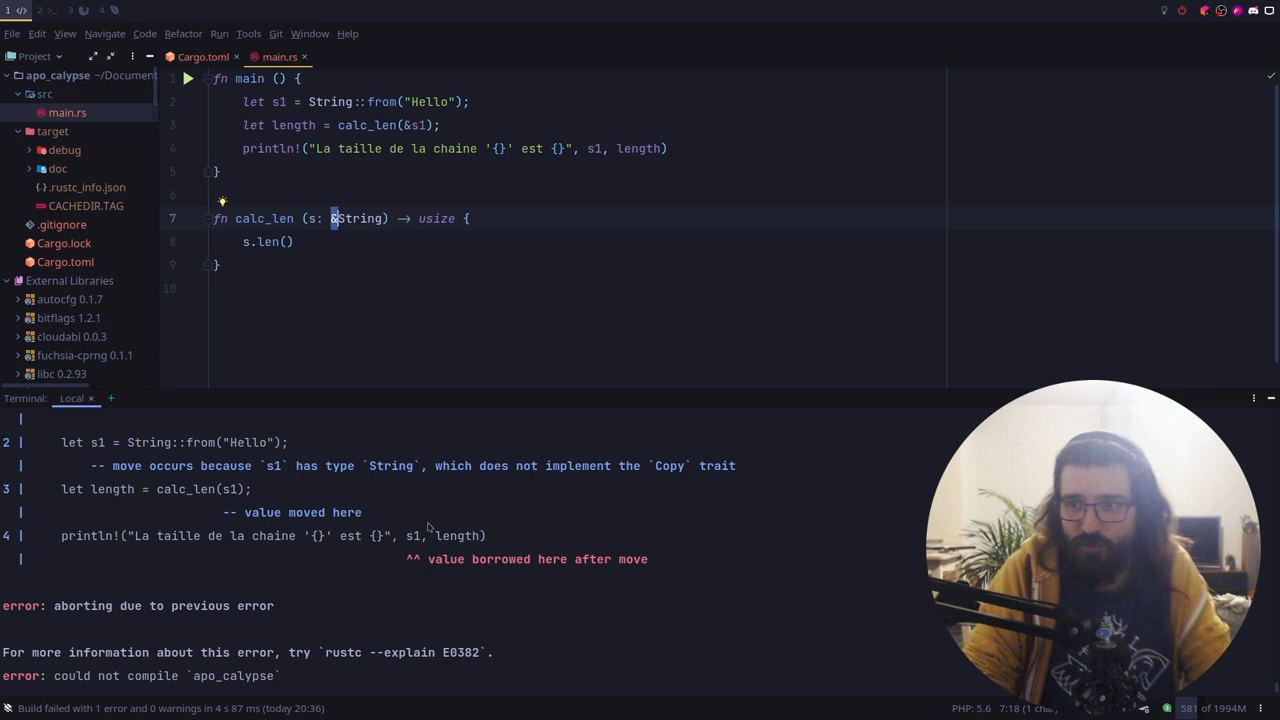 1 2 3 4
File Edit View Navigate Code Refactor Run Tools Git Window Help
Project
Cargo.toml main.rs
apo_calypse ~/Document
src
main.rs
target
debug
doc
.rustc_info.json
CACHEDIR.TAG
.gitignore
Cargo.lock
Cargo.toml
External Libraries
autocfg 0.1.7
bitflags 1.2.1
cloudabi 0.0.3
fuchsia-cprng 0.1.1
libc 0.2.93
1 fn main () {
2 let s1 = String::from("Hello");
3 let length = calc_len(&s1);
4 println!("La taille de la chaine '{}' est {}", s1, length)
5 }
6
7 fn calc_len (s: &String) -> usize {
8 s.len()
9 }
10
Terminal: Local × +
|
2 | let s1 = String::from("Hello");
| -- move occurs because `s1` has type `String`, which does not implement the `Copy` trait
3 | let length = calc_len(s1);
| -- value moved here
4 | println!("La taille de la chaine '{}' est {}", s1, length)
| ^^ value borrowed here after move
error: aborting due to previous error
For more information about this error, try `rustc --explain E0382`.
error: could not compile `apo_calypse`
Build failed with 1 error and 0 warnings in 4 s 87 ms (today 20:36) PHP: 5.6 7:18 (1 char 581 of 1994M